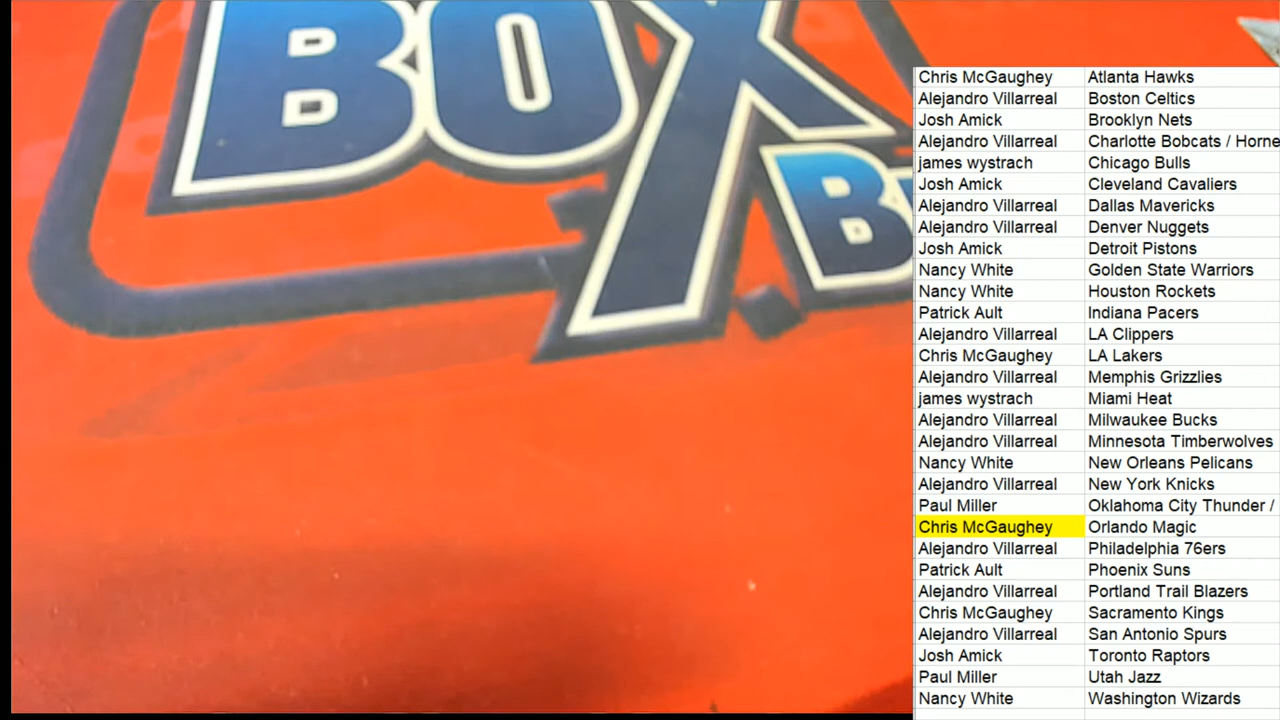 BOX
B
Chris McGaughey Atlanta Hawks
Alejandro Villarreal Boston Celtics
Josh Amick Brooklyn Nets
Alejandro Villarreal Charlotte Bobcats / Horne
james wystrach Chicago Bulls
Josh Amick Cleveland Cavaliers
Alejandro Villarreal Dallas Mavericks
Alejandro Villarreal Denver Nuggets
Josh Amick Detroit Pistons
Nancy White Golden State Warriors
Nancy White Houston Rockets
Patrick Ault Indiana Pacers
Alejandro Villarreal LA Clippers
Chris McGaughey LA Lakers
Alejandro Villarreal Memphis Grizzlies
james wystrach Miami Heat
Alejandro Villarreal Milwaukee Bucks
Alejandro Villarreal Minnesota Timberwolves
Nancy White New Orleans Pelicans
Alejandro Villarreal New York Knicks
Paul Miller Oklahoma City Thunder /
Chris McGaughey Orlando Magic
Alejandro Villarreal Philadelphia 76ers
Patrick Ault Phoenix Suns
Alejandro Villarreal Portland Trail Blazers
Chris McGaughey Sacramento Kings
Alejandro Villarreal San Antonio Spurs
Josh Amick Toronto Raptors
Paul Miller Utah Jazz
Nancy White Washington Wizards